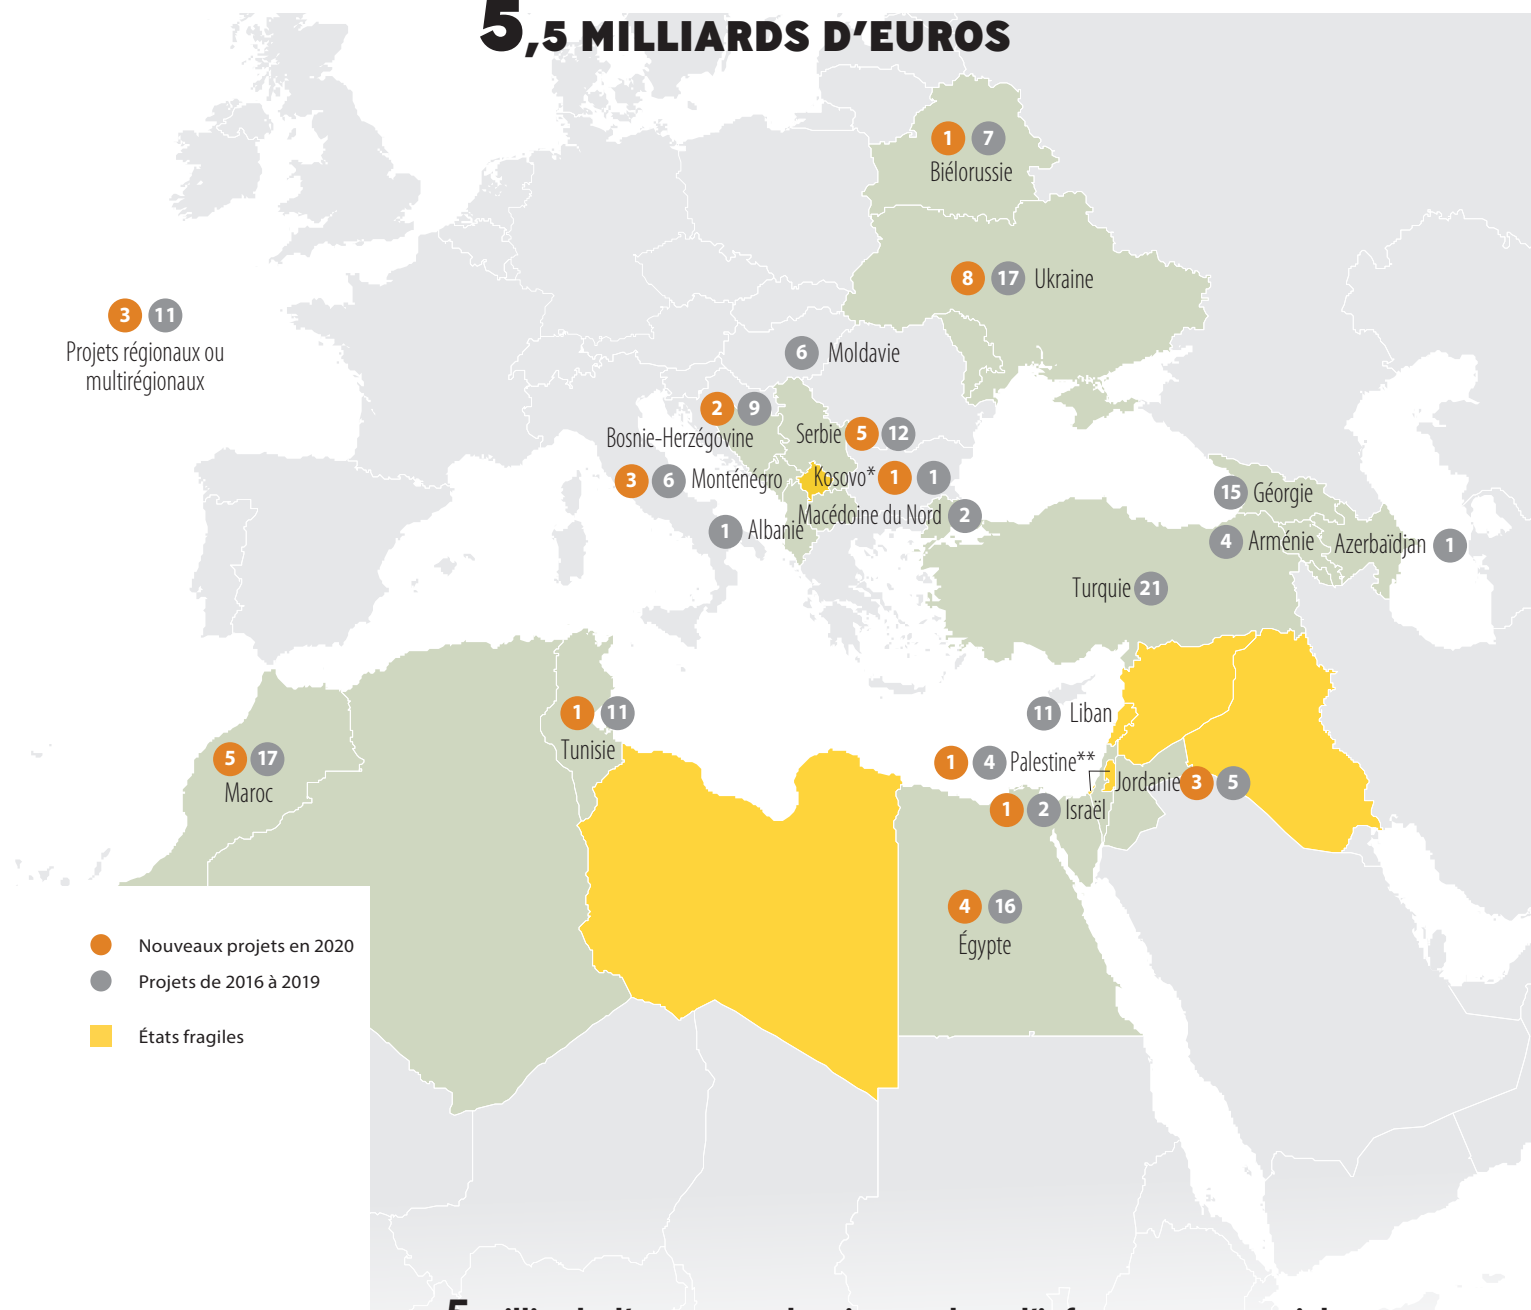 5,5 MILLIARDS D'EUROS
1 7
Biélorussie
8 17 Ukraine
3 11
Projets régionaux ou
multirégionaux
6 Moldavie
2 9
Bosnie-Herzégovine
Serbie 5 12
3 6 Monténégro
Kosovo* 1 1
Macédoine du Nord 2
1 Albanie
15 Géorgie
4 Arménie
Azerbaïdjan 1
Turquie 21
1 11
Tunisie
11 Liban
5 17
Maroc
1 4 Palestine**
Jordanie 3 5
1 2 Israël
4 16
Égypte
Nouveaux projets en 2020
Projets de 2016 à 2019
États fragiles